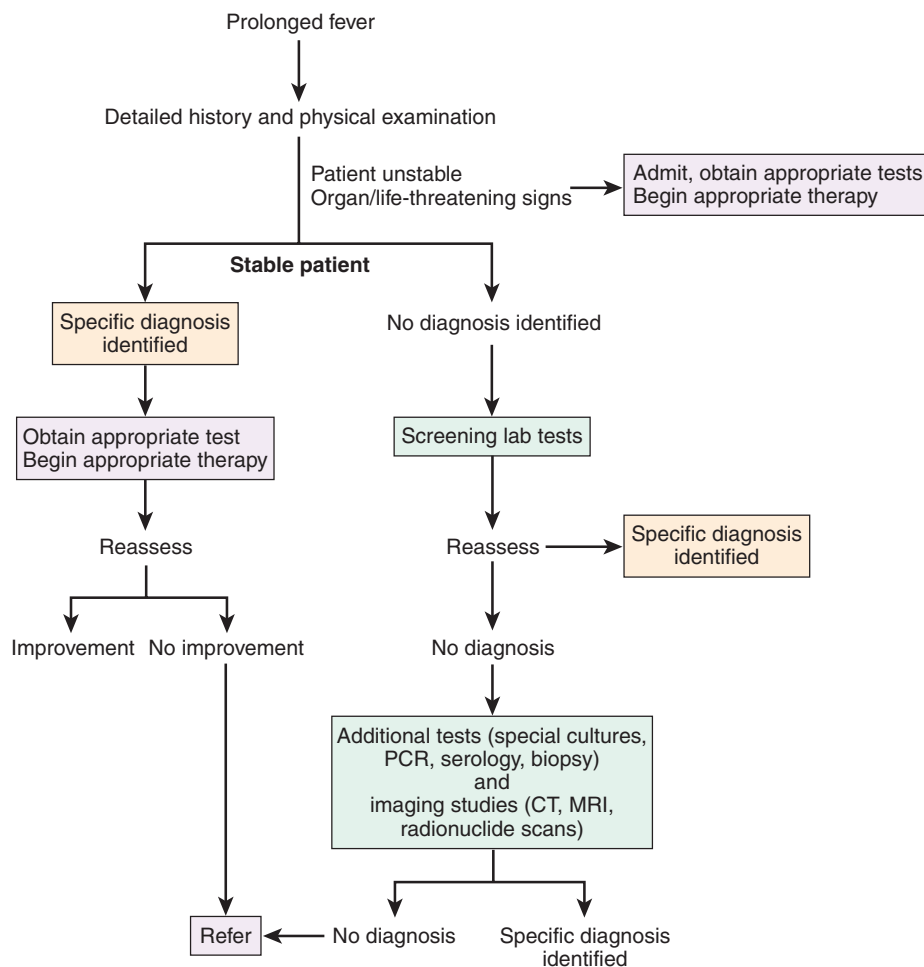 Prolonged fever
Detailed history and physical examination
Patient unstable
Organ/life-threatening signs
Admit, obtain appropriate tests
Begin appropriate therapy
Stable patient
Specific diagnosis
identified
No diagnosis identified
Obtain appropriate test
Begin appropriate therapy
Screening lab tests
Reassess
Reassess
Specific diagnosis
identified
Improvement
No improvement
No diagnosis
Additional tests (special cultures,
PCR, serology, biopsy)
and
imaging studies (CT, MRI,
radionuclide scans)
Refer
No diagnosis
Specific diagnosis
identified